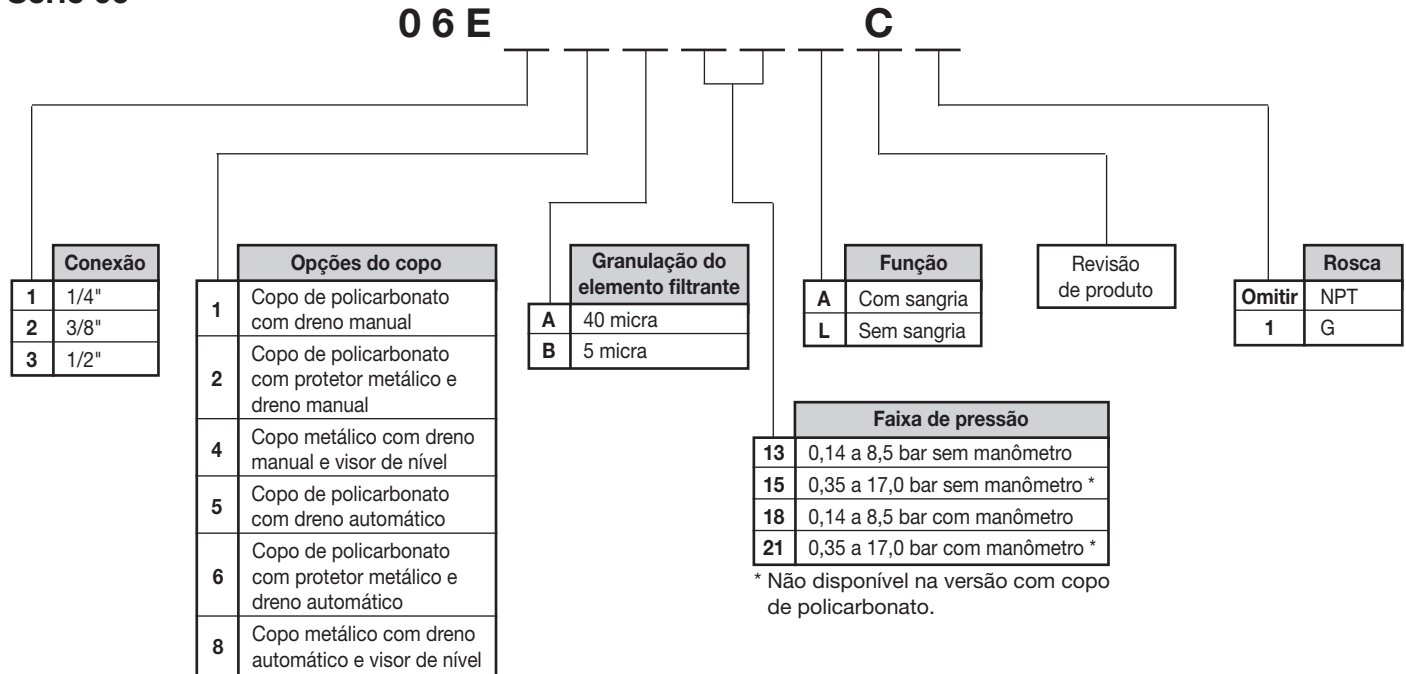 0 6 E C
Conexão
1 1/4"
2 3/8"
3 1/2"
Opções do copo
1 Copo de policarbonato
com dreno manual
2 Copo de policarbonato
com protetor metálico e
dreno manual
4 Copo metálico com dreno
manual e visor de nível
5 Copo de policarbonato
com dreno automático
6 Copo de policarbonato
com protetor metálico e
dreno automático
8 Copo metálico com dreno
automático e visor de nível
Granulação do
elemento filtrante
A 40 micra
B 5 micra
Função
A Com sangria
L Sem sangria
Revisão
de produto
Rosca
Omitir NPT
1 G
Faixa de pressão
13 0,14 a 8,5 bar sem manômetro
15 0,35 a 17,0 bar sem manômetro *
18 0,14 a 8,5 bar com manômetro
21 0,35 a 17,0 bar com manômetro *
* Não disponível na versão com copo
de policarbonato.